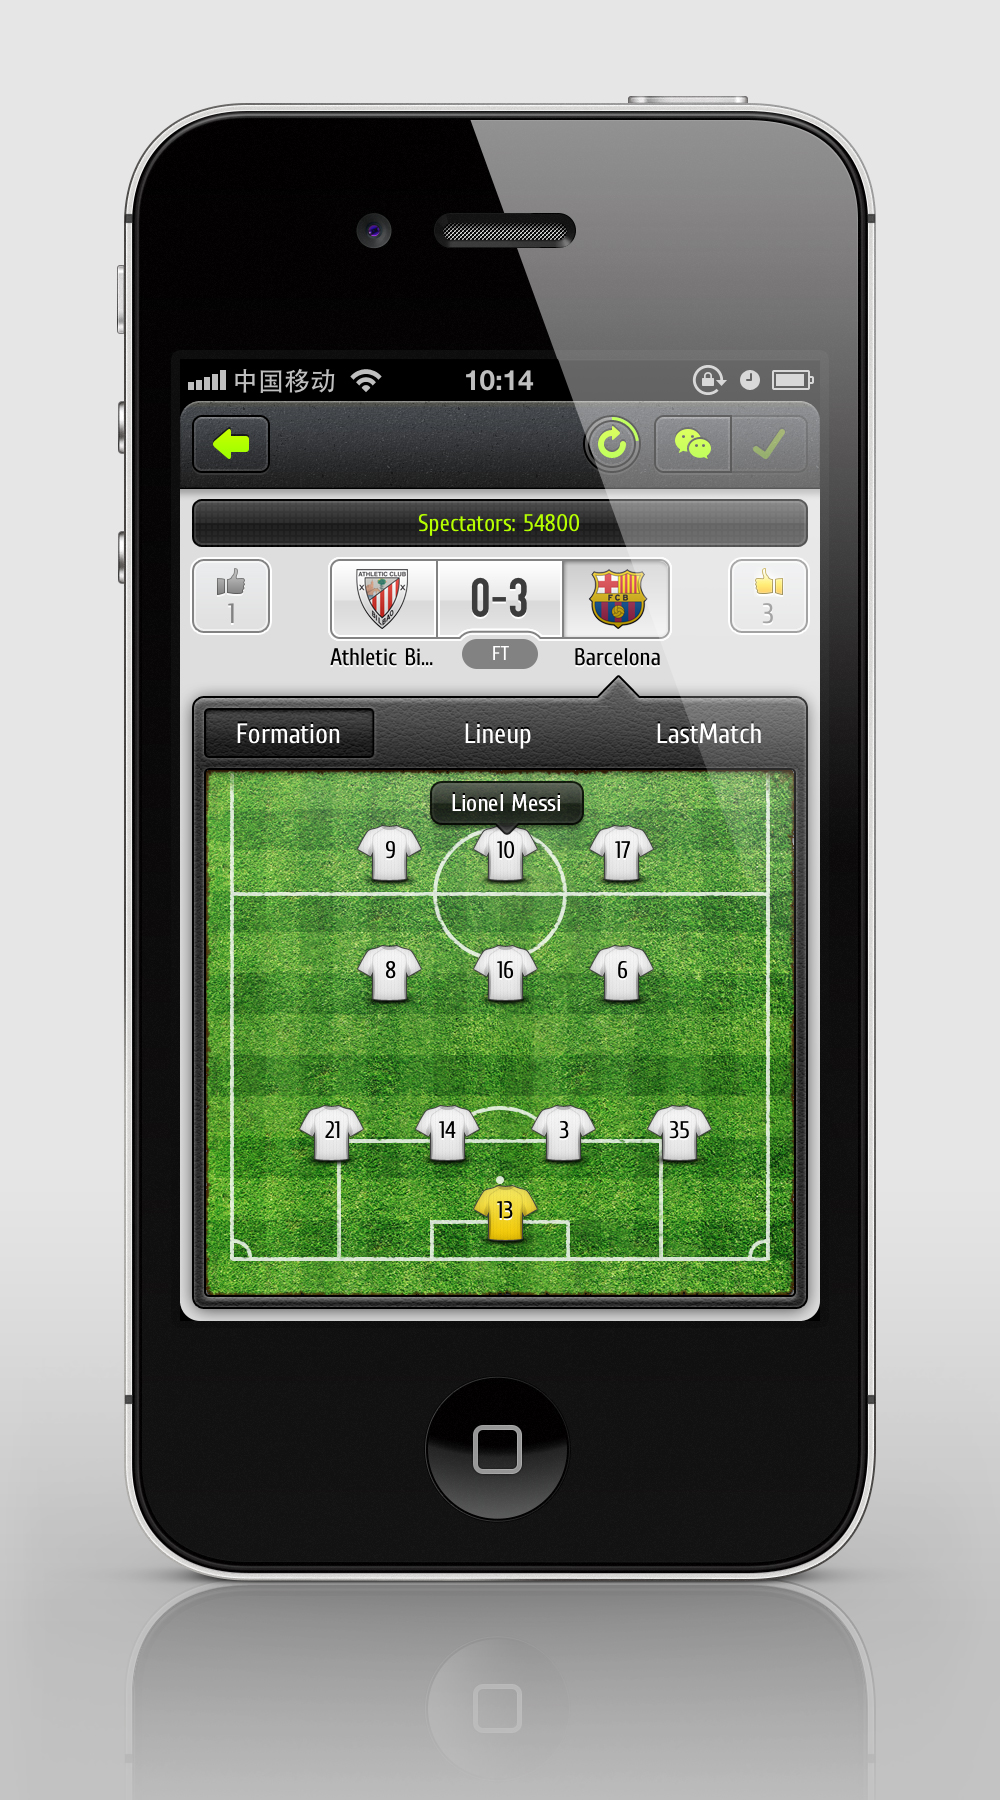 中国移动 10:14
Spectators: 54800
1
ATHLETIC CLUB
BILBAO
0-3
FCB
3
Athletic Bi...
FT
Barcelona
Formation Lineup LastMatch
Lionel Messi
9 10 17
8 16 6
21 14 3 35
13